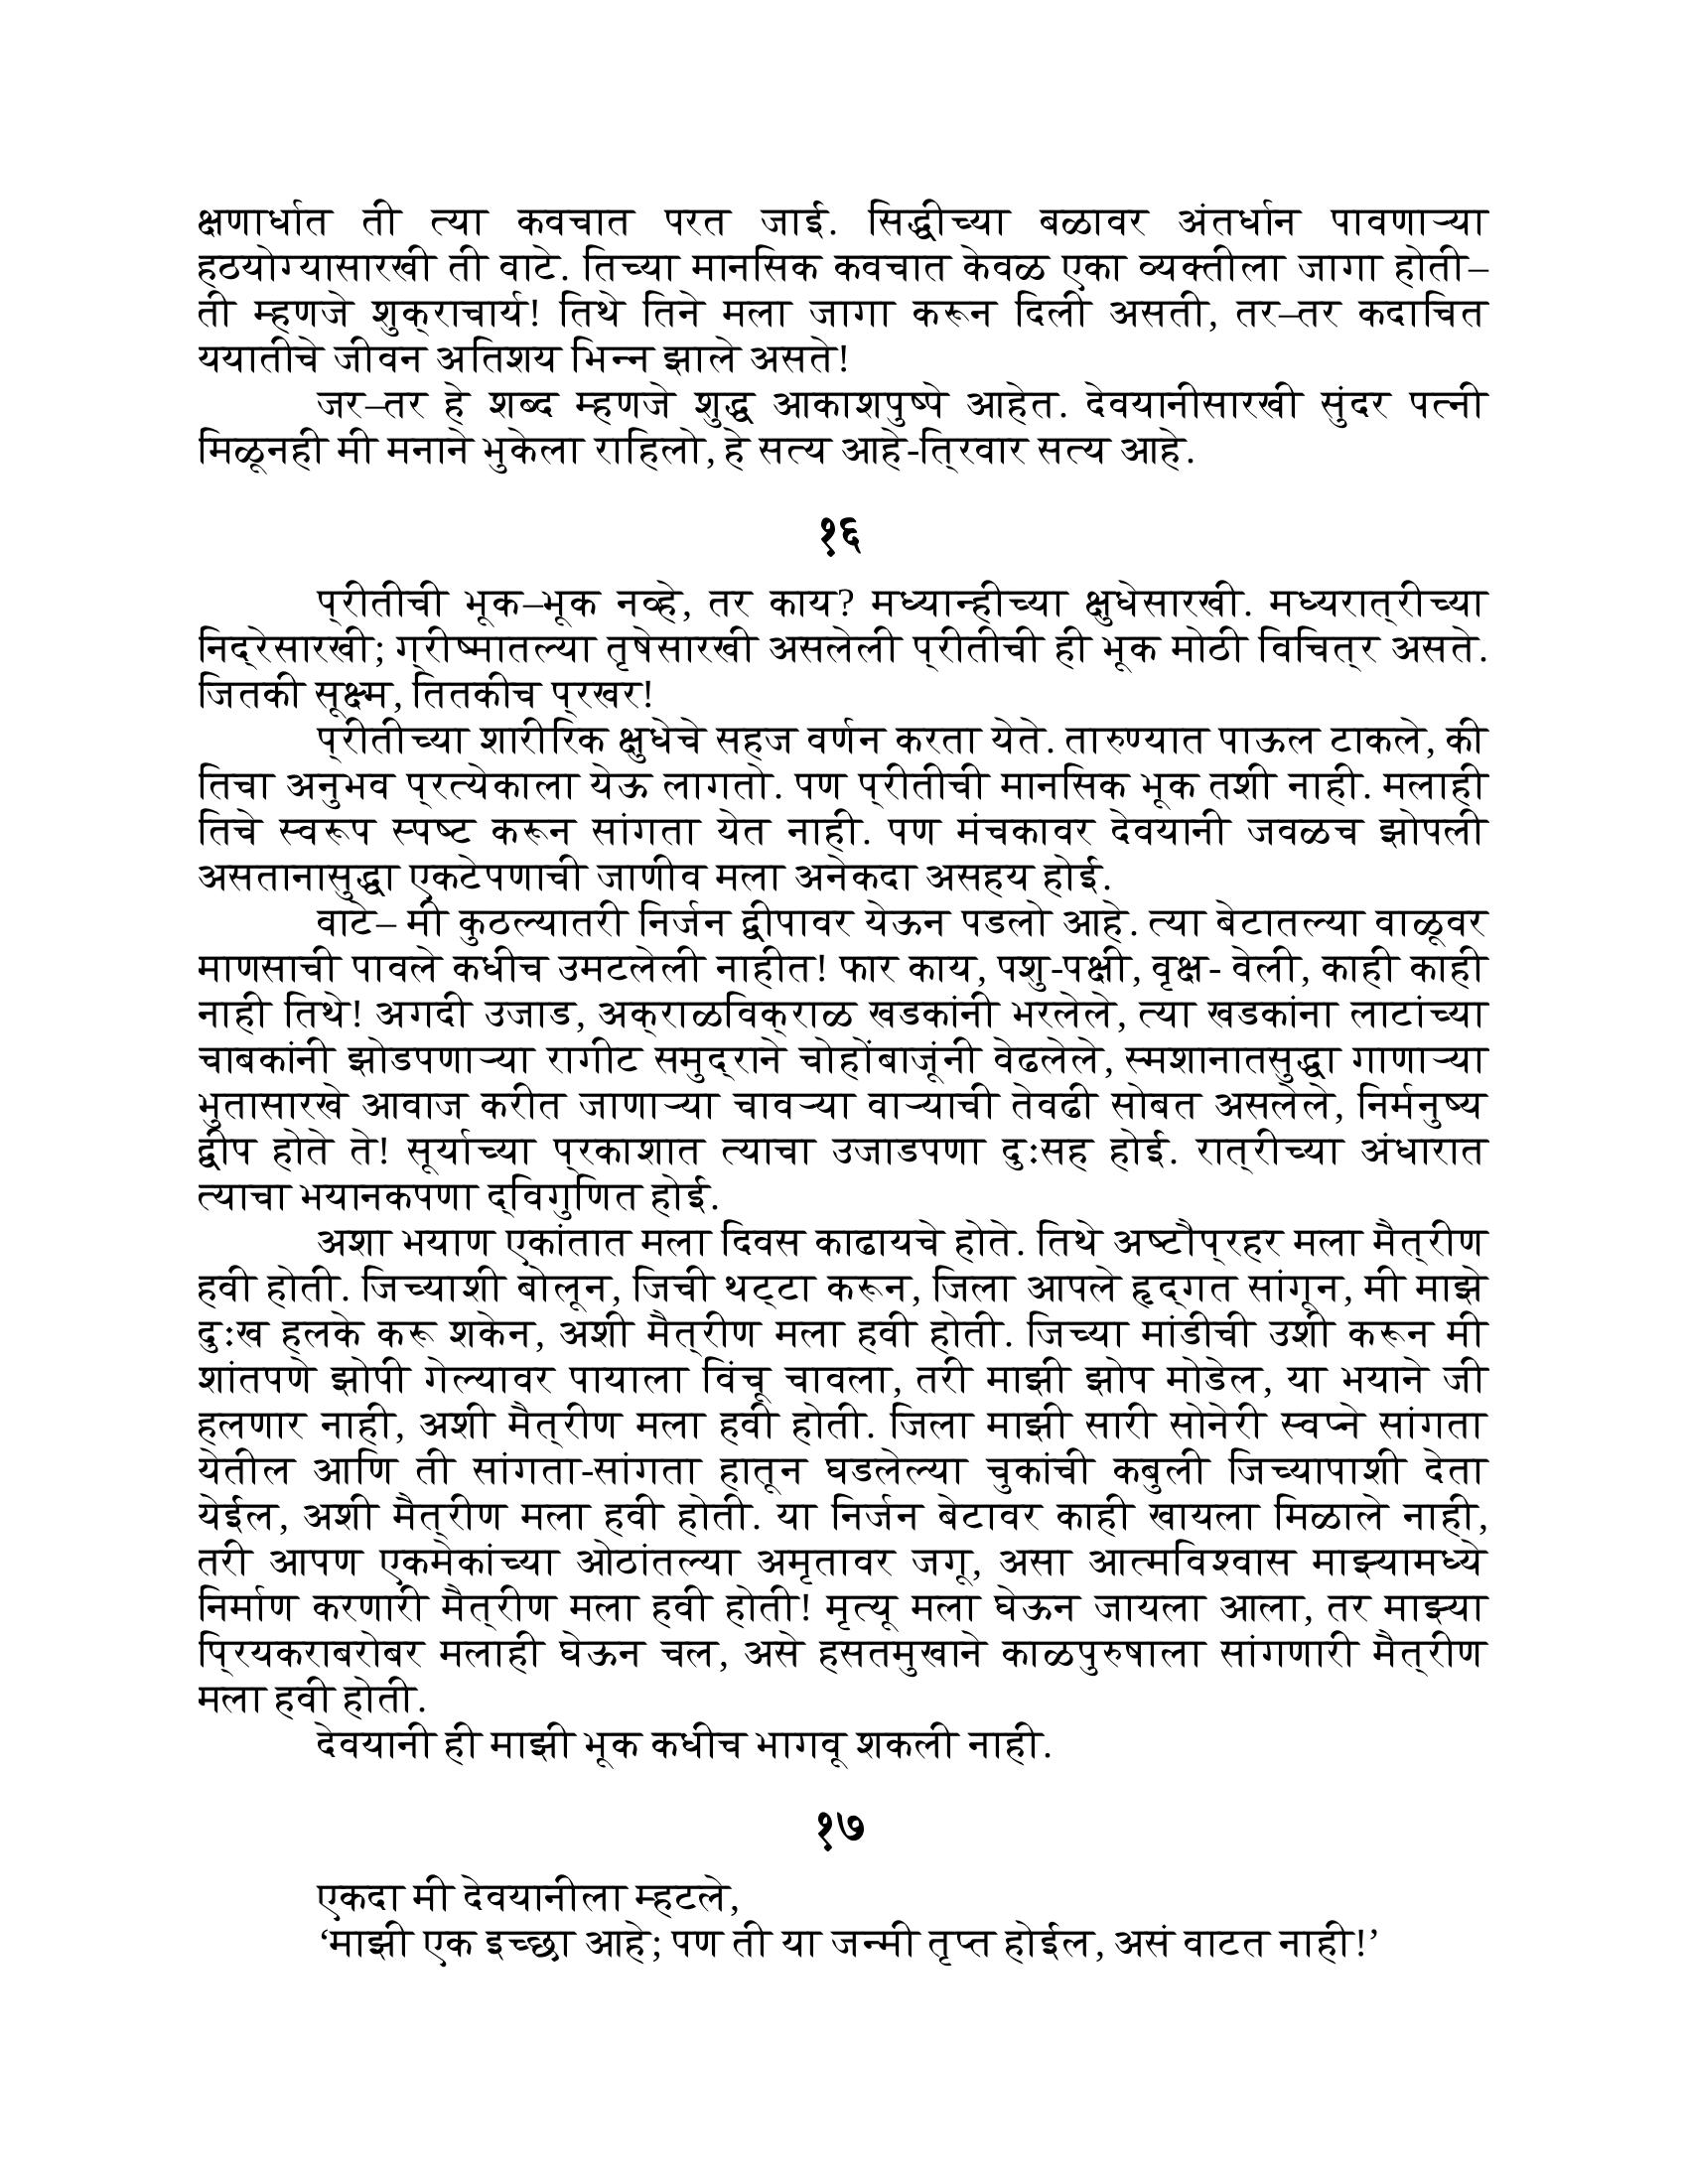 क्षणार्धात ती त्या कवचात परत जाई. सिद्धीच्या बळावर अंतर्धान पावणाऱ्या
हठयोग्यासारखी ती वाटे. तिच्या मानसिक कवचात केवळ एका व्यक्तीला जागा होती–
ती म्हणजे शुक्राचार्य! तिथे तिने मला जागा करून दिली असती, तर–तर कदाचित
ययातीचे जीवन अतिशय भिन्न झाले असते!
जर–तर हे शब्द म्हणजे शुद्ध आकाशपुष्पे आहेत. देवयानीसारखी सुंदर पत्नी
मिळूनही मी मनाने भुकेला राहिलो, हे सत्य आहे-त्रिवार सत्य आहे.
१६
प्रीतीची भूक–भूक नव्हे, तर काय? मध्यान्हीच्या क्षुधेसारखी. मध्यरात्रीच्या
निद्रेसारखी; ग्रीष्मातल्या तृषेसारखी असलेली प्रीतीची ही भूक मोठी विचित्र असते.
जितकी सूक्ष्म, तितकीच प्रखर!
प्रीतीच्या शारीरिक क्षुधेचे सहज वर्णन करता येते. तारुण्यात पाऊल टाकले, की
तिचा अनुभव प्रत्येकाला येऊ लागतो. पण प्रीतीची मानसिक भूक तशी नाही. मलाही
तिचे स्वरूप स्पष्ट करून सांगता येत नाही. पण मंचकावर देवयानी जवळच झोपली
असतानासुद्धा एकटेपणाची जाणीव मला अनेकदा असहय होई.
वाटे– मी कुठल्यातरी निर्जन द्वीपावर येऊन पडलो आहे. त्या बेटातल्या वाळूवर
माणसाची पावले कधीच उमटलेली नाहीत! फार काय, पशु-पक्षी, वृक्ष- वेली, काही काही
नाही तिथे! अगदी उजाड, अक्राळविक्राळ खडकांनी भरलेले, त्या खडकांना लाटांच्या
चाबकांनी झोडपणाऱ्या रागीट समुद्राने चोहोंबाजूंनी वेढलेले, स्मशानातसुद्धा गाणाऱ्या
भुतासारखे आवाज करीत जाणाऱ्या चावऱ्या वाऱ्याची तेवढी सोबत असलेले, निर्मनुष्य
द्वीप होते ते! सूर्याच्या प्रकाशात त्याचा उजाडपणा दुःसह होई. रात्रीच्या अंधारात
त्याचा भयानकपणा द्विगुणित होई.
अशा भयाण एकांतात मला दिवस काढायचे होते. तिथे अष्टौप्रहर मला मैत्रीण
हवी होती. जिच्याशी बोलून, जिची थट्टा करून, जिला आपले हृद्गत सांगून, मी माझे
दुःख हलके करू शकेन, अशी मैत्रीण मला हवी होती. जिच्या मांडीची उशी करून मी
शांतपणे झोपी गेल्यावर पायाला विंचू चावला, तरी माझी झोप मोडेल, या भयाने जी
हलणार नाही, अशी मैत्रीण मला हवी होती. जिला माझी सारी सोनेरी स्वप्ने सांगता
येतील आणि ती सांगता-सांगता हातून घडलेल्या चुकांची कबुली जिच्यापाशी देता
येईल, अशी मैत्रीण मला हवी होती. या निर्जन बेटावर काही खायला मिळाले नाही,
तरी आपण एकमेकांच्या ओठांतल्या अमृतावर जगू, असा आत्मविश्वास माझ्यामध्ये
निर्माण करणारी मैत्रीण मला हवी होती! मृत्यू मला घेऊन जायला आला, तर माझ्या
प्रियकराबरोबर मलाही घेऊन चल, असे हसतमुखाने काळपुरुषाला सांगणारी मैत्रीण
मला हवी होती.
देवयानी ही माझी भूक कधीच भागवू शकली नाही.
१७
एकदा मी देवयानीला म्हटले,
‘माझी एक इच्छा आहे; पण ती या जन्मी तृप्त होईल, असं वाटत नाही!’